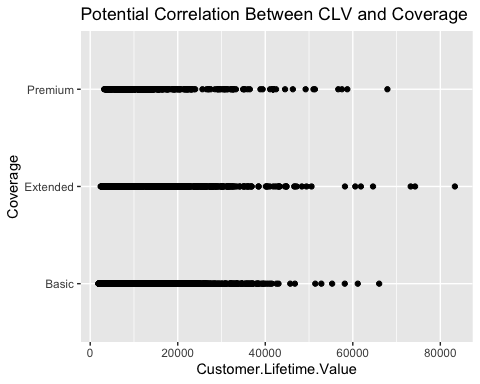 Potential Correlation Between CLV and Coverage
Premium
Extended
Basic
Coverage
0 20000 40000 60000 80000
Customer.Lifetime.Value